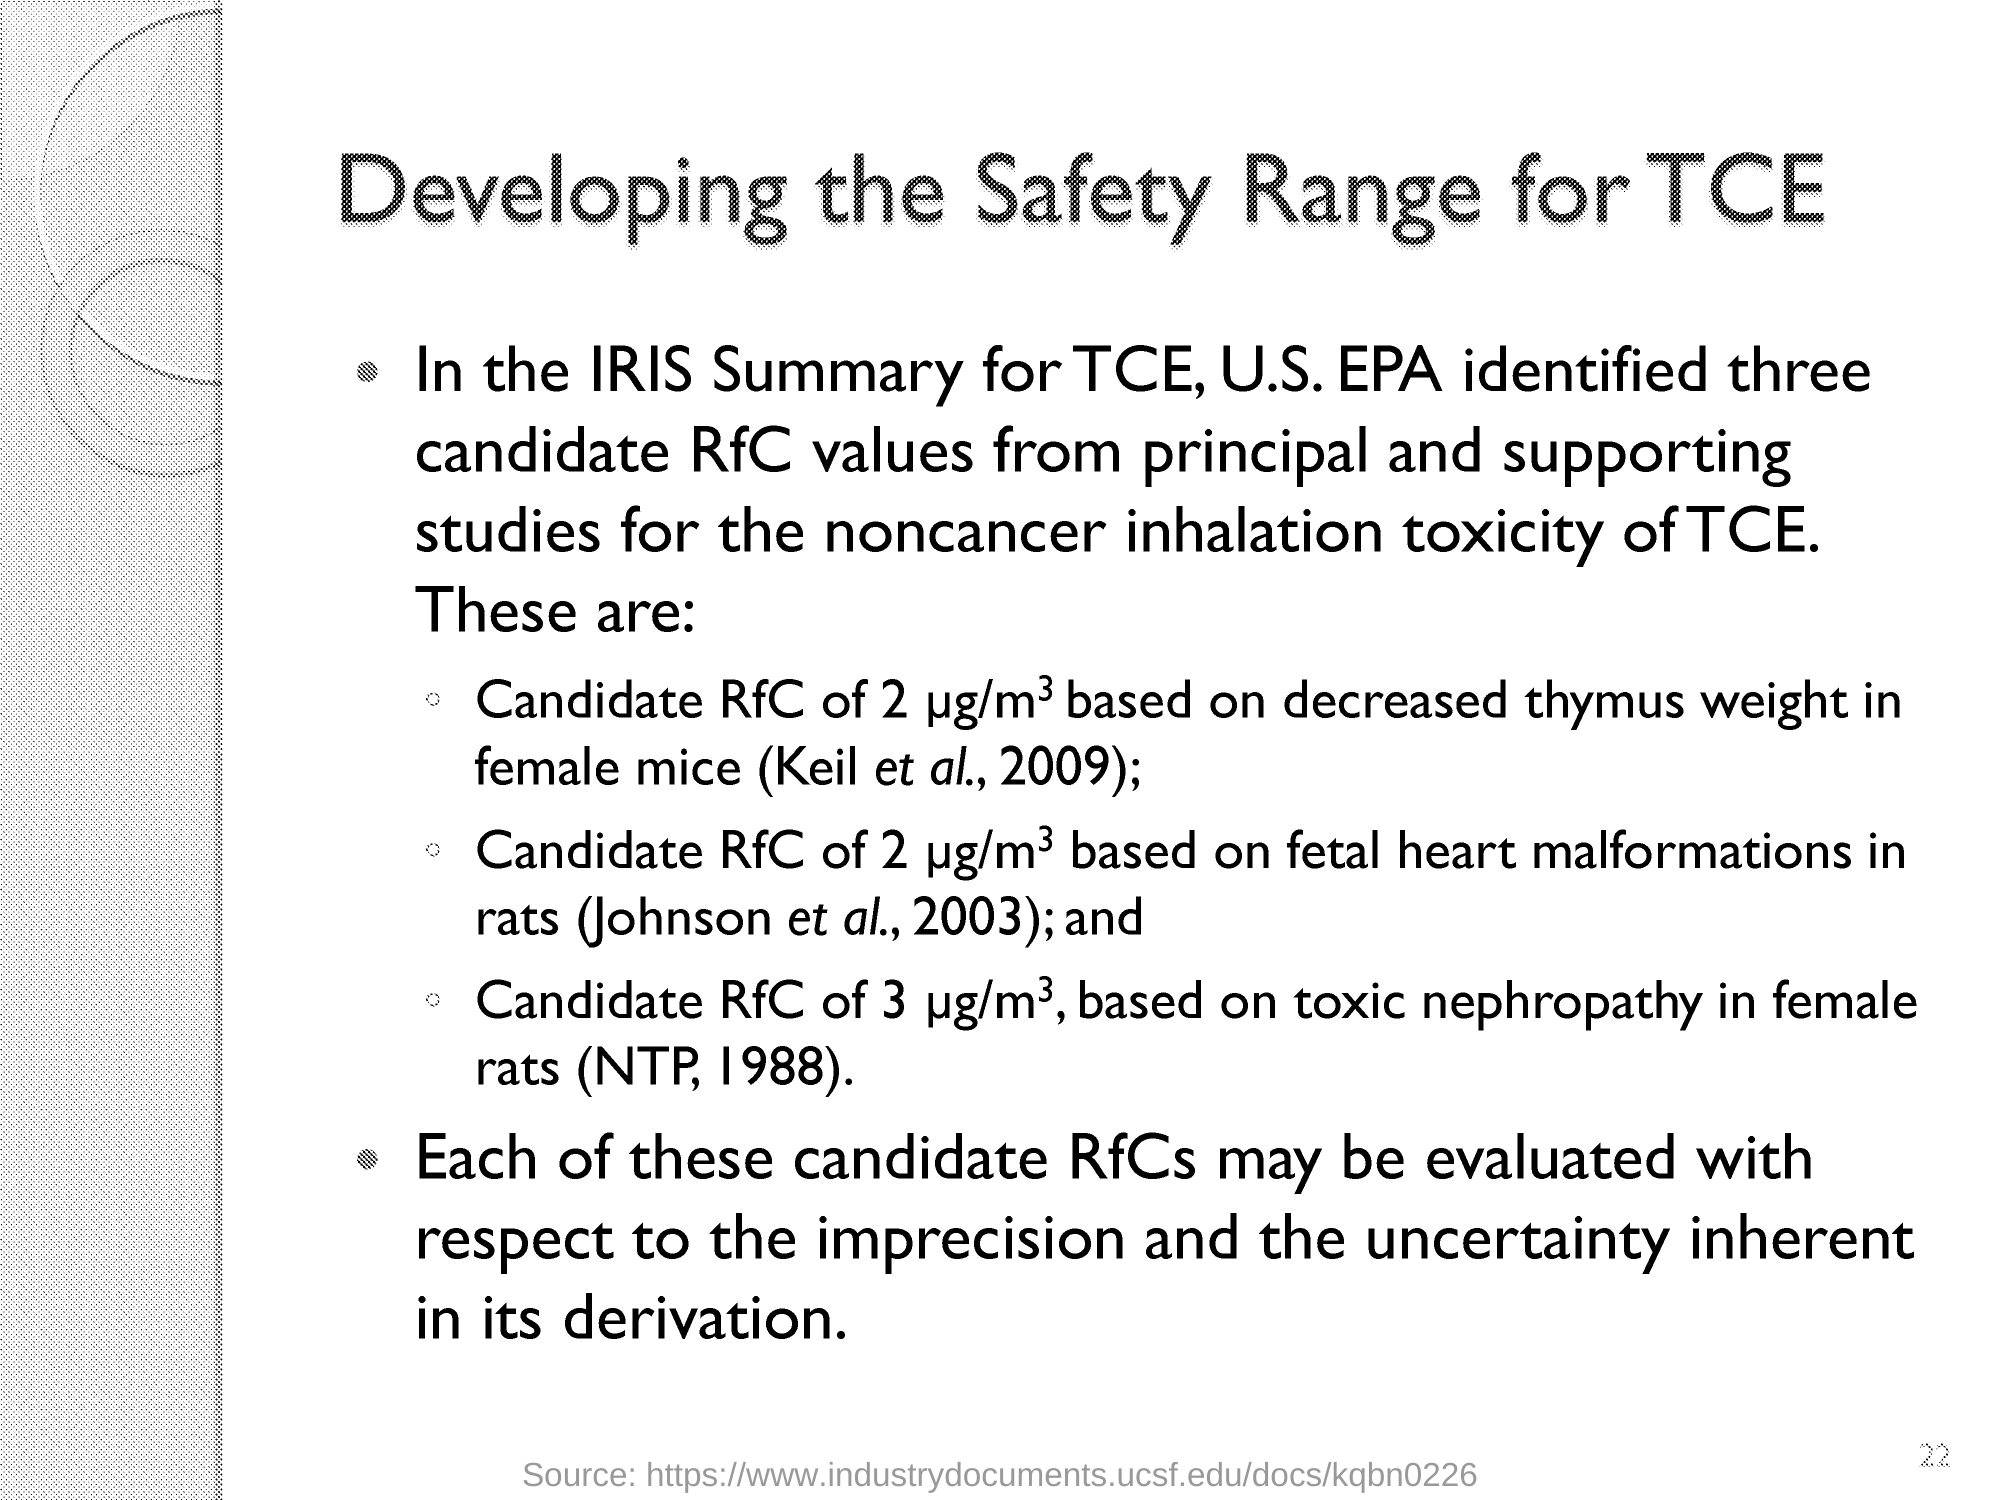 Developing the Safety Range for TCE
• In the IRIS Summary for TCE, U.S. EPA identified three
candidate RfC values from principal and supporting
studies for the noncancer inhalation toxicity of TCE.
These are:
◦ Candidate RfC of 2 µg/m³ based on decreased thymus weight in
female mice (Keil et al., 2009);
◦ Candidate RfC of 2 µg/m³ based on fetal heart malformations in
rats (Johnson et al., 2003); and
◦ Candidate RfC of 3 µg/m³, based on toxic nephropathy in female
rats (NTP, 1988).
• Each of these candidate RfCs may be evaluated with
respect to the imprecision and the uncertainty inherent
in its derivation.
22
Source: https://www.industrydocuments.ucsf.edu/docs/kqbn0226